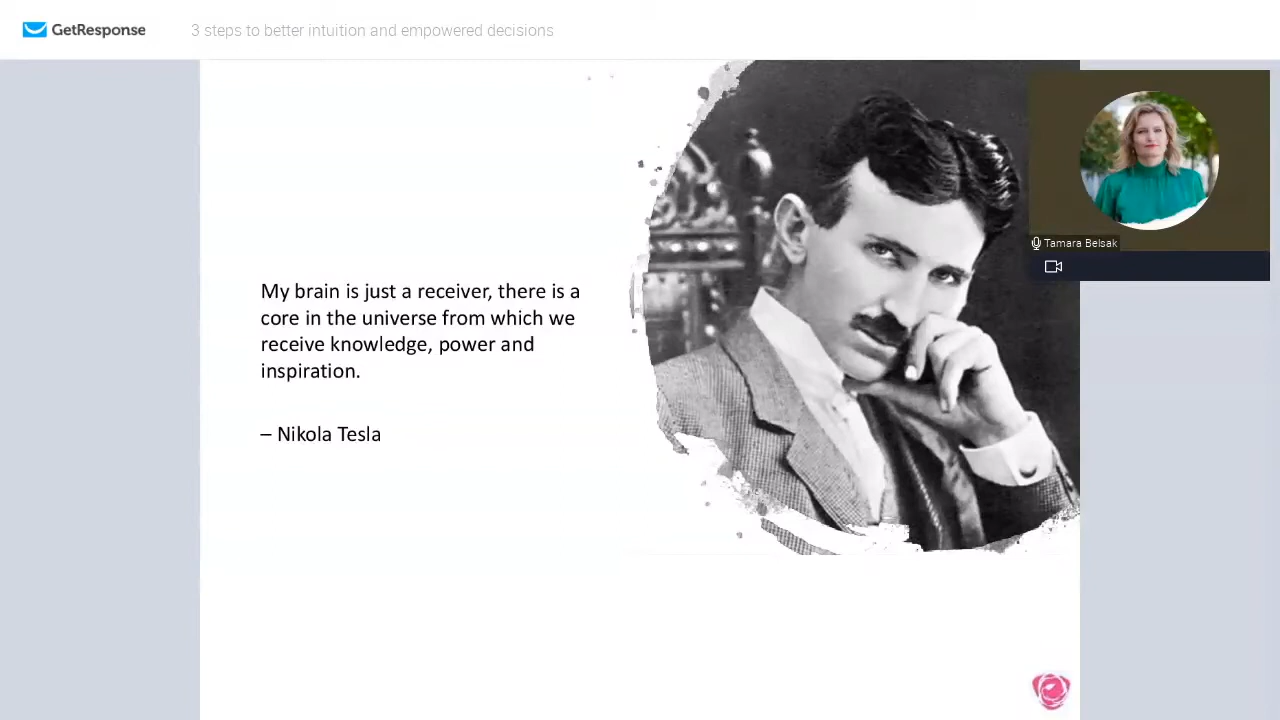 GetResponse
3 steps to better intuition and empowered decisions
Tamara Belsak
My brain is just a receiver, there is a
core in the universe from which we
receive knowledge, power and
inspiration.
– Nikola Tesla